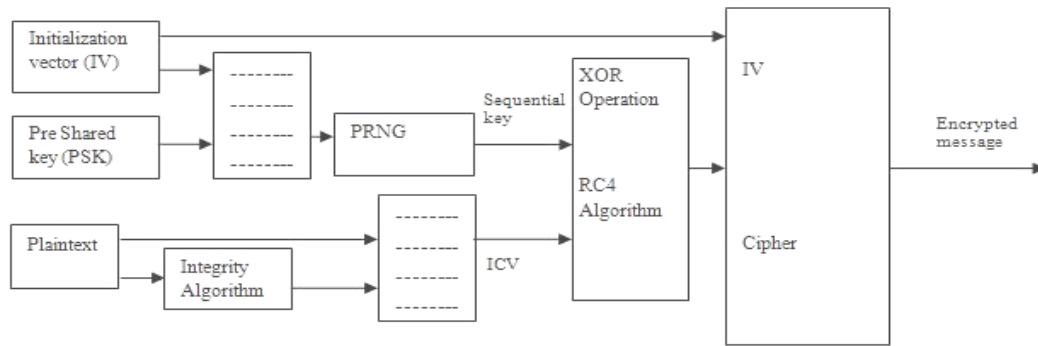 Initialization
vector (IV)
Pre Shared
key (PSK)
PRNG
Sequential
key
XOR
Operation
RC4
Algorithm
IV
Cipher
Encrypted
message
Plaintext
Integrity
Algorithm
ICV